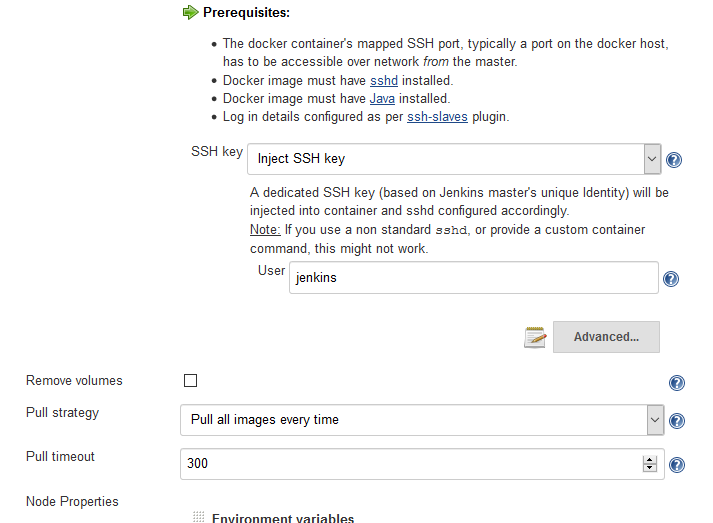 Prerequisites:
• The docker container's mapped SSH port, typically a port on the docker host,
has to be accessible over network from the master.
• Docker image must have sshd installed.
• Docker image must have Java installed.
• Log in details configured as per ssh-slaves plugin.
SSH key Inject SSH key
A dedicated SSH key (based on Jenkins master's unique Identity) will be
injected into container and sshd configured accordingly.
Note: If you use a non standard sshd, or provide a custom container
command, this might not work.
User jenkins
Advanced...
Remove volumes
Pull strategy Pull all images every time
Pull timeout 300
Node Properties
Environment variables